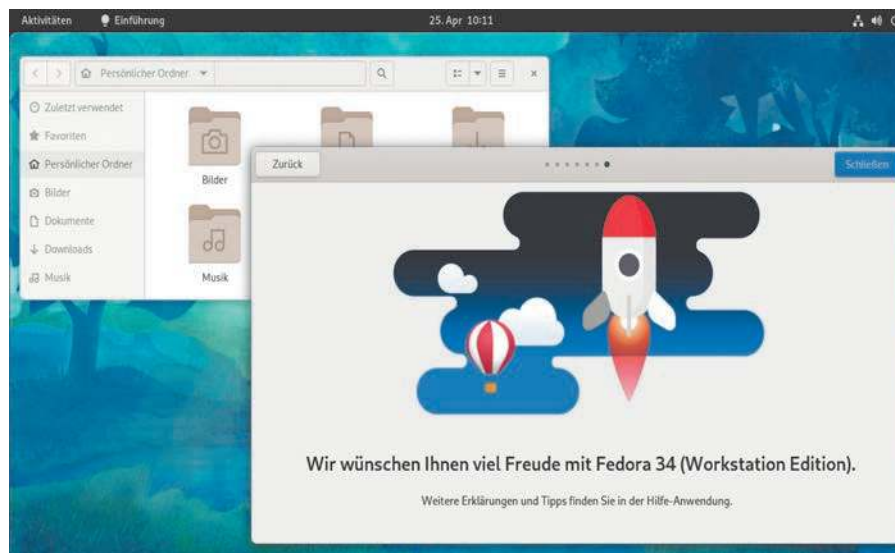 Aktivitäten Einführung 25. Apr 10:11
Persönlicher Ordner
Zuletzt verwendet
Favoriten
Persönlicher Ordner
Bilder
Dokumente
Downloads
Musik
Bilder
Musik
Zurück Schließen
Wir wünschen Ihnen viel Freude mit Fedora 34 (Workstation Edition).
Weitere Erklärungen und Tipps finden Sie in der Hilfe-Anwendung.